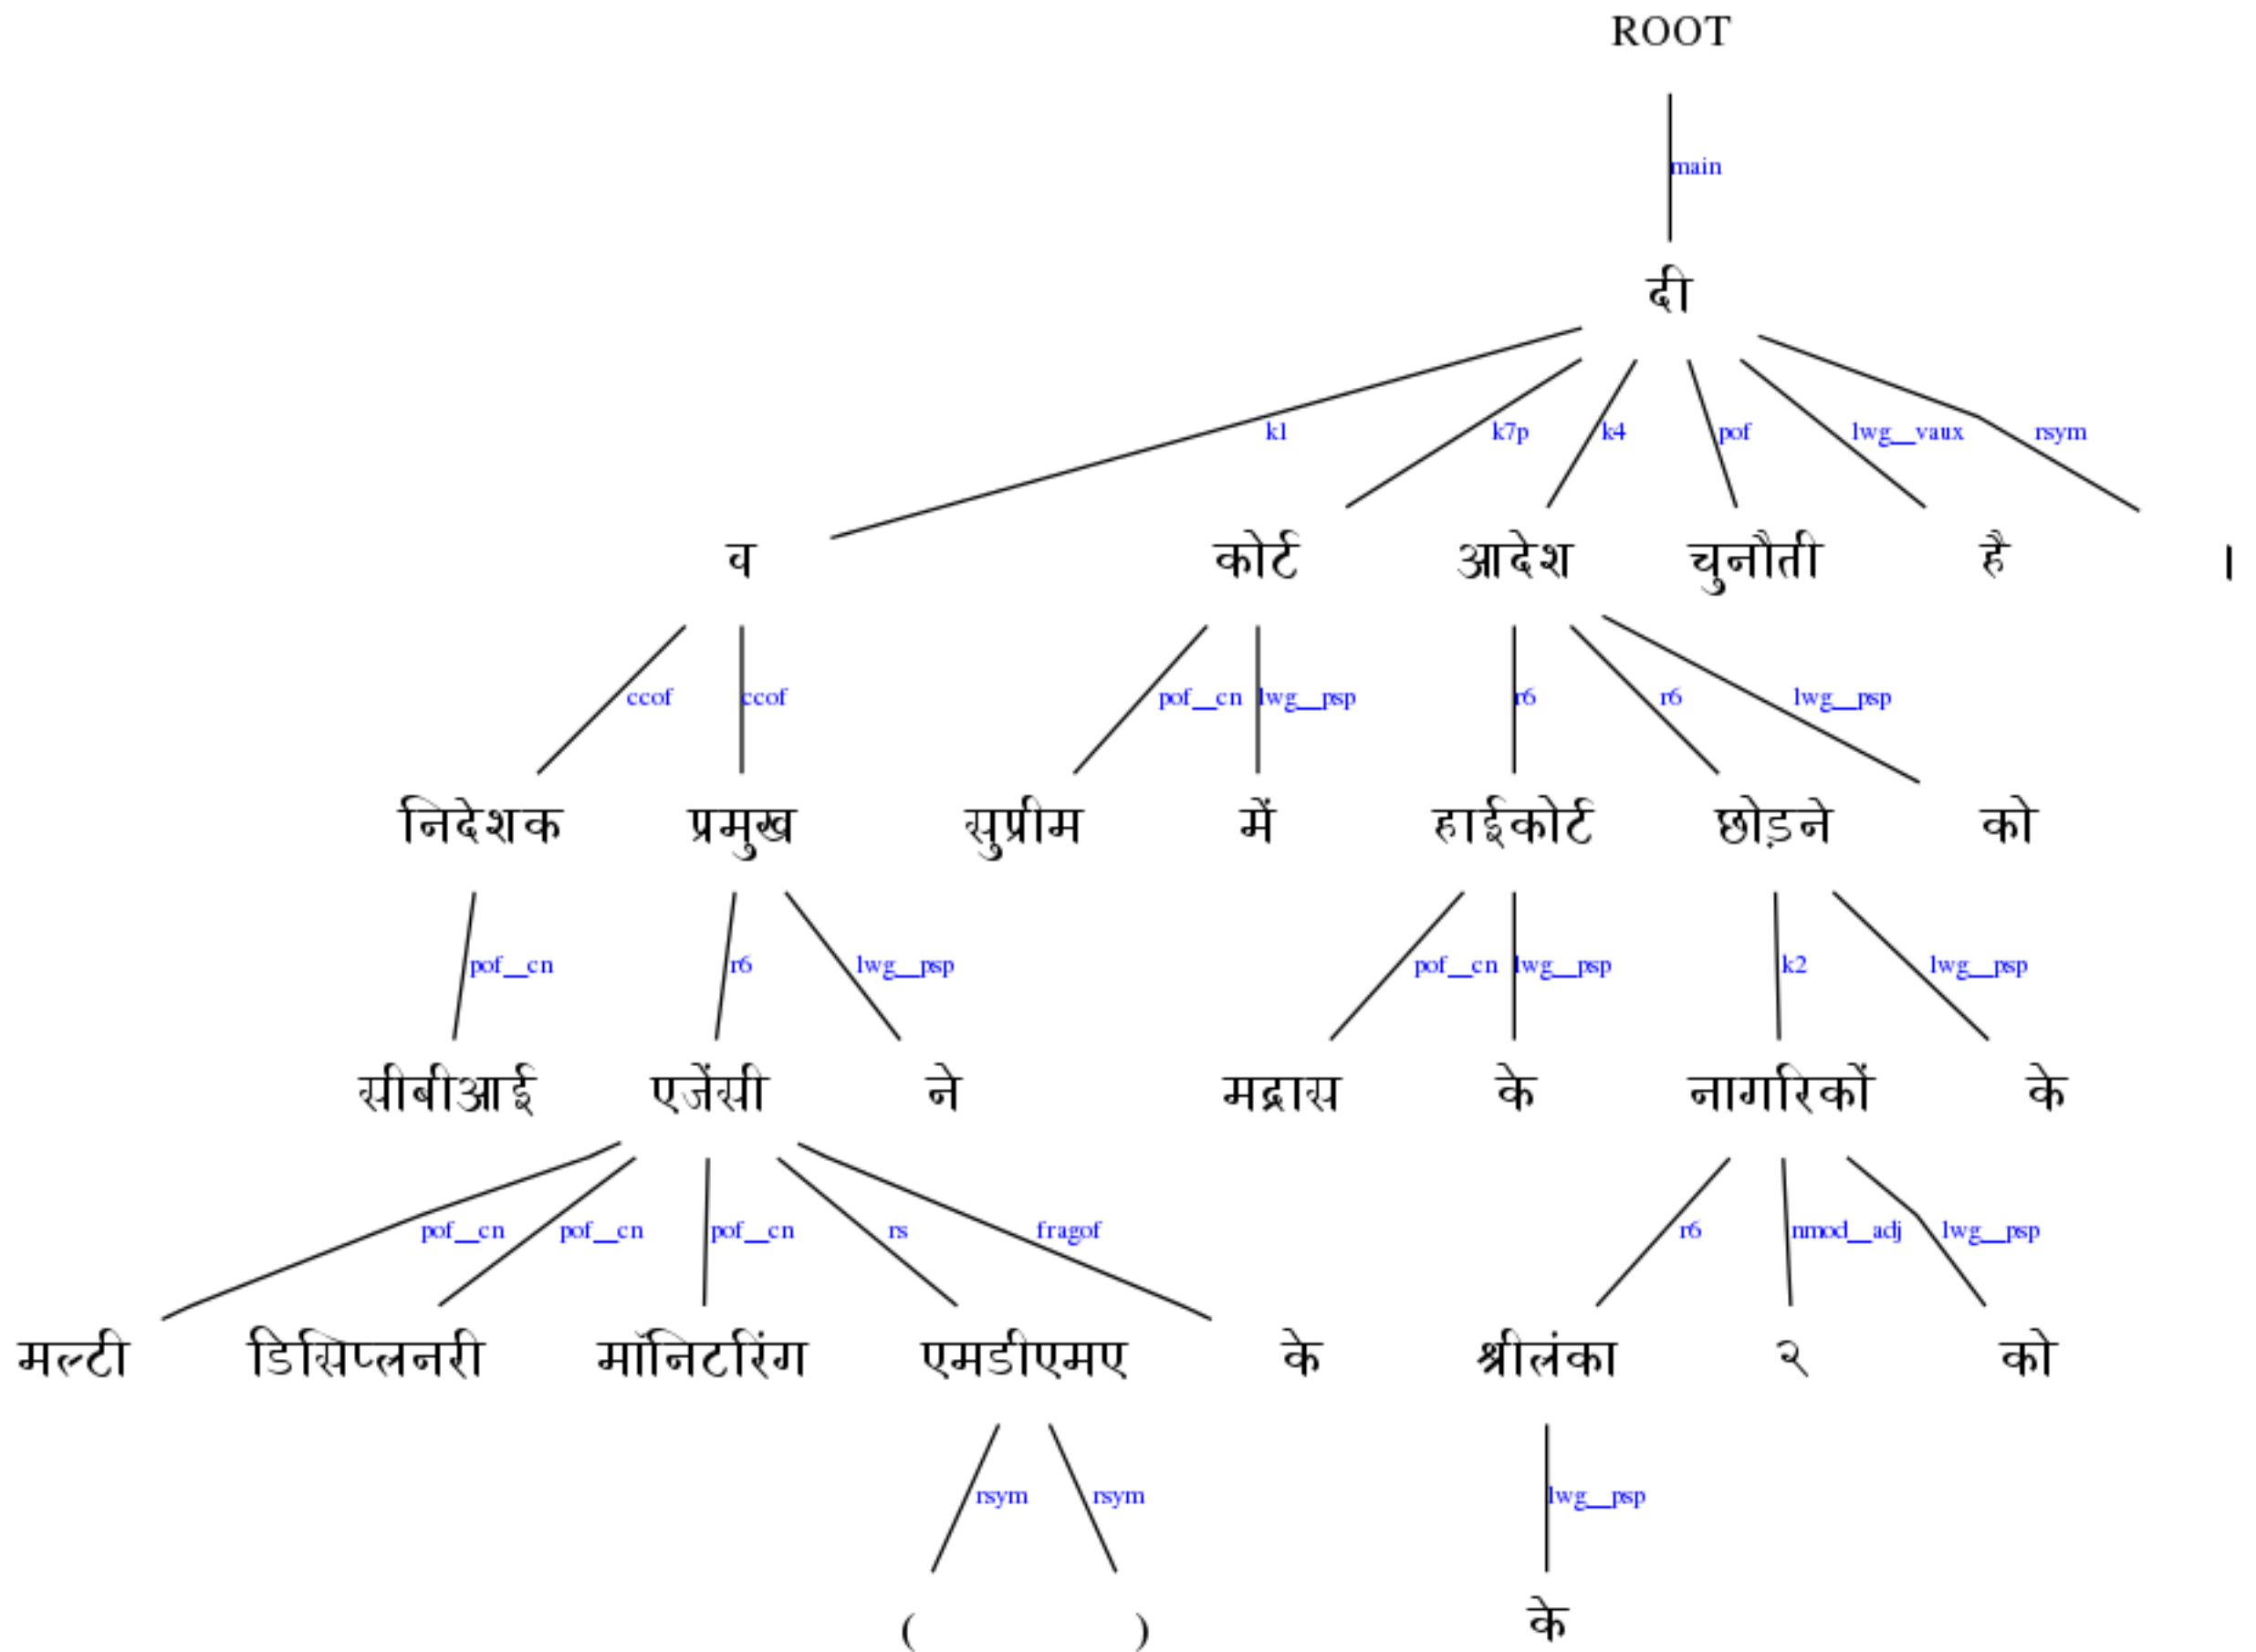 ROOT
main
दी
k1 k7p k4 pof lwg__vaux rsym
व कोर्ट आदेश चुनौती है ।
ccof ccof pof__cn lwg__psp r6 r6 lwg__psp
निदेशक प्रमुख सुप्रीम में हाईकोर्ट छोड़ने को
pof__cn r6 lwg__psp pof__cn lwg__psp k2 lwg__psp
सीबीआई एजेंसी ने मद्रास के नागरिकों के
pof__cn pof__cn pof__cn rs fragof r6 nmod__adj lwg__psp
मल्टी डिसिप्लनरी मॉनिटरिंग एमडीएमए के श्रीलंका २ को
rsym rsym lwg__psp
( ) के